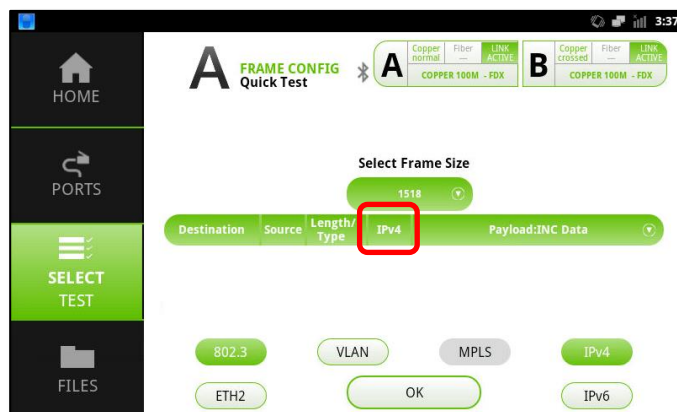 3:37
HOME
PORTS
SELECT
TEST
FILES
A
FRAME CONFIG
Quick Test
A
Copper
normal
Fiber
---
LINK
ACTIVE
COPPER 100M - FDX
B
Copper
crossed
Fiber
---
LINK
ACTIVE
COPPER 100M - FDX
Select Frame Size
1518
Destination
Source
Length/
Type
IPv4
Payload:INC Data
802.3
VLAN
MPLS
IPv4
ETH2
OK
IPv6